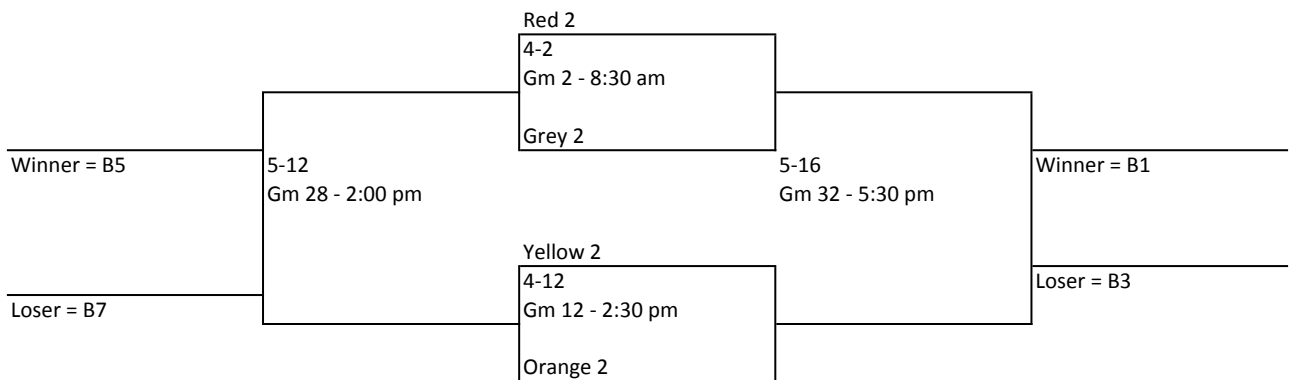 Red 2
4-2
Gm 2 - 8:30 am
Grey 2
Winner = B5
5-12
5-16
Winner = B1
Gm 28 - 2:00 pm
Gm 32 - 5:30 pm
Yellow 2
4-12
Loser = B3
Loser = B7
Gm 12 - 2:30 pm
Orange 2